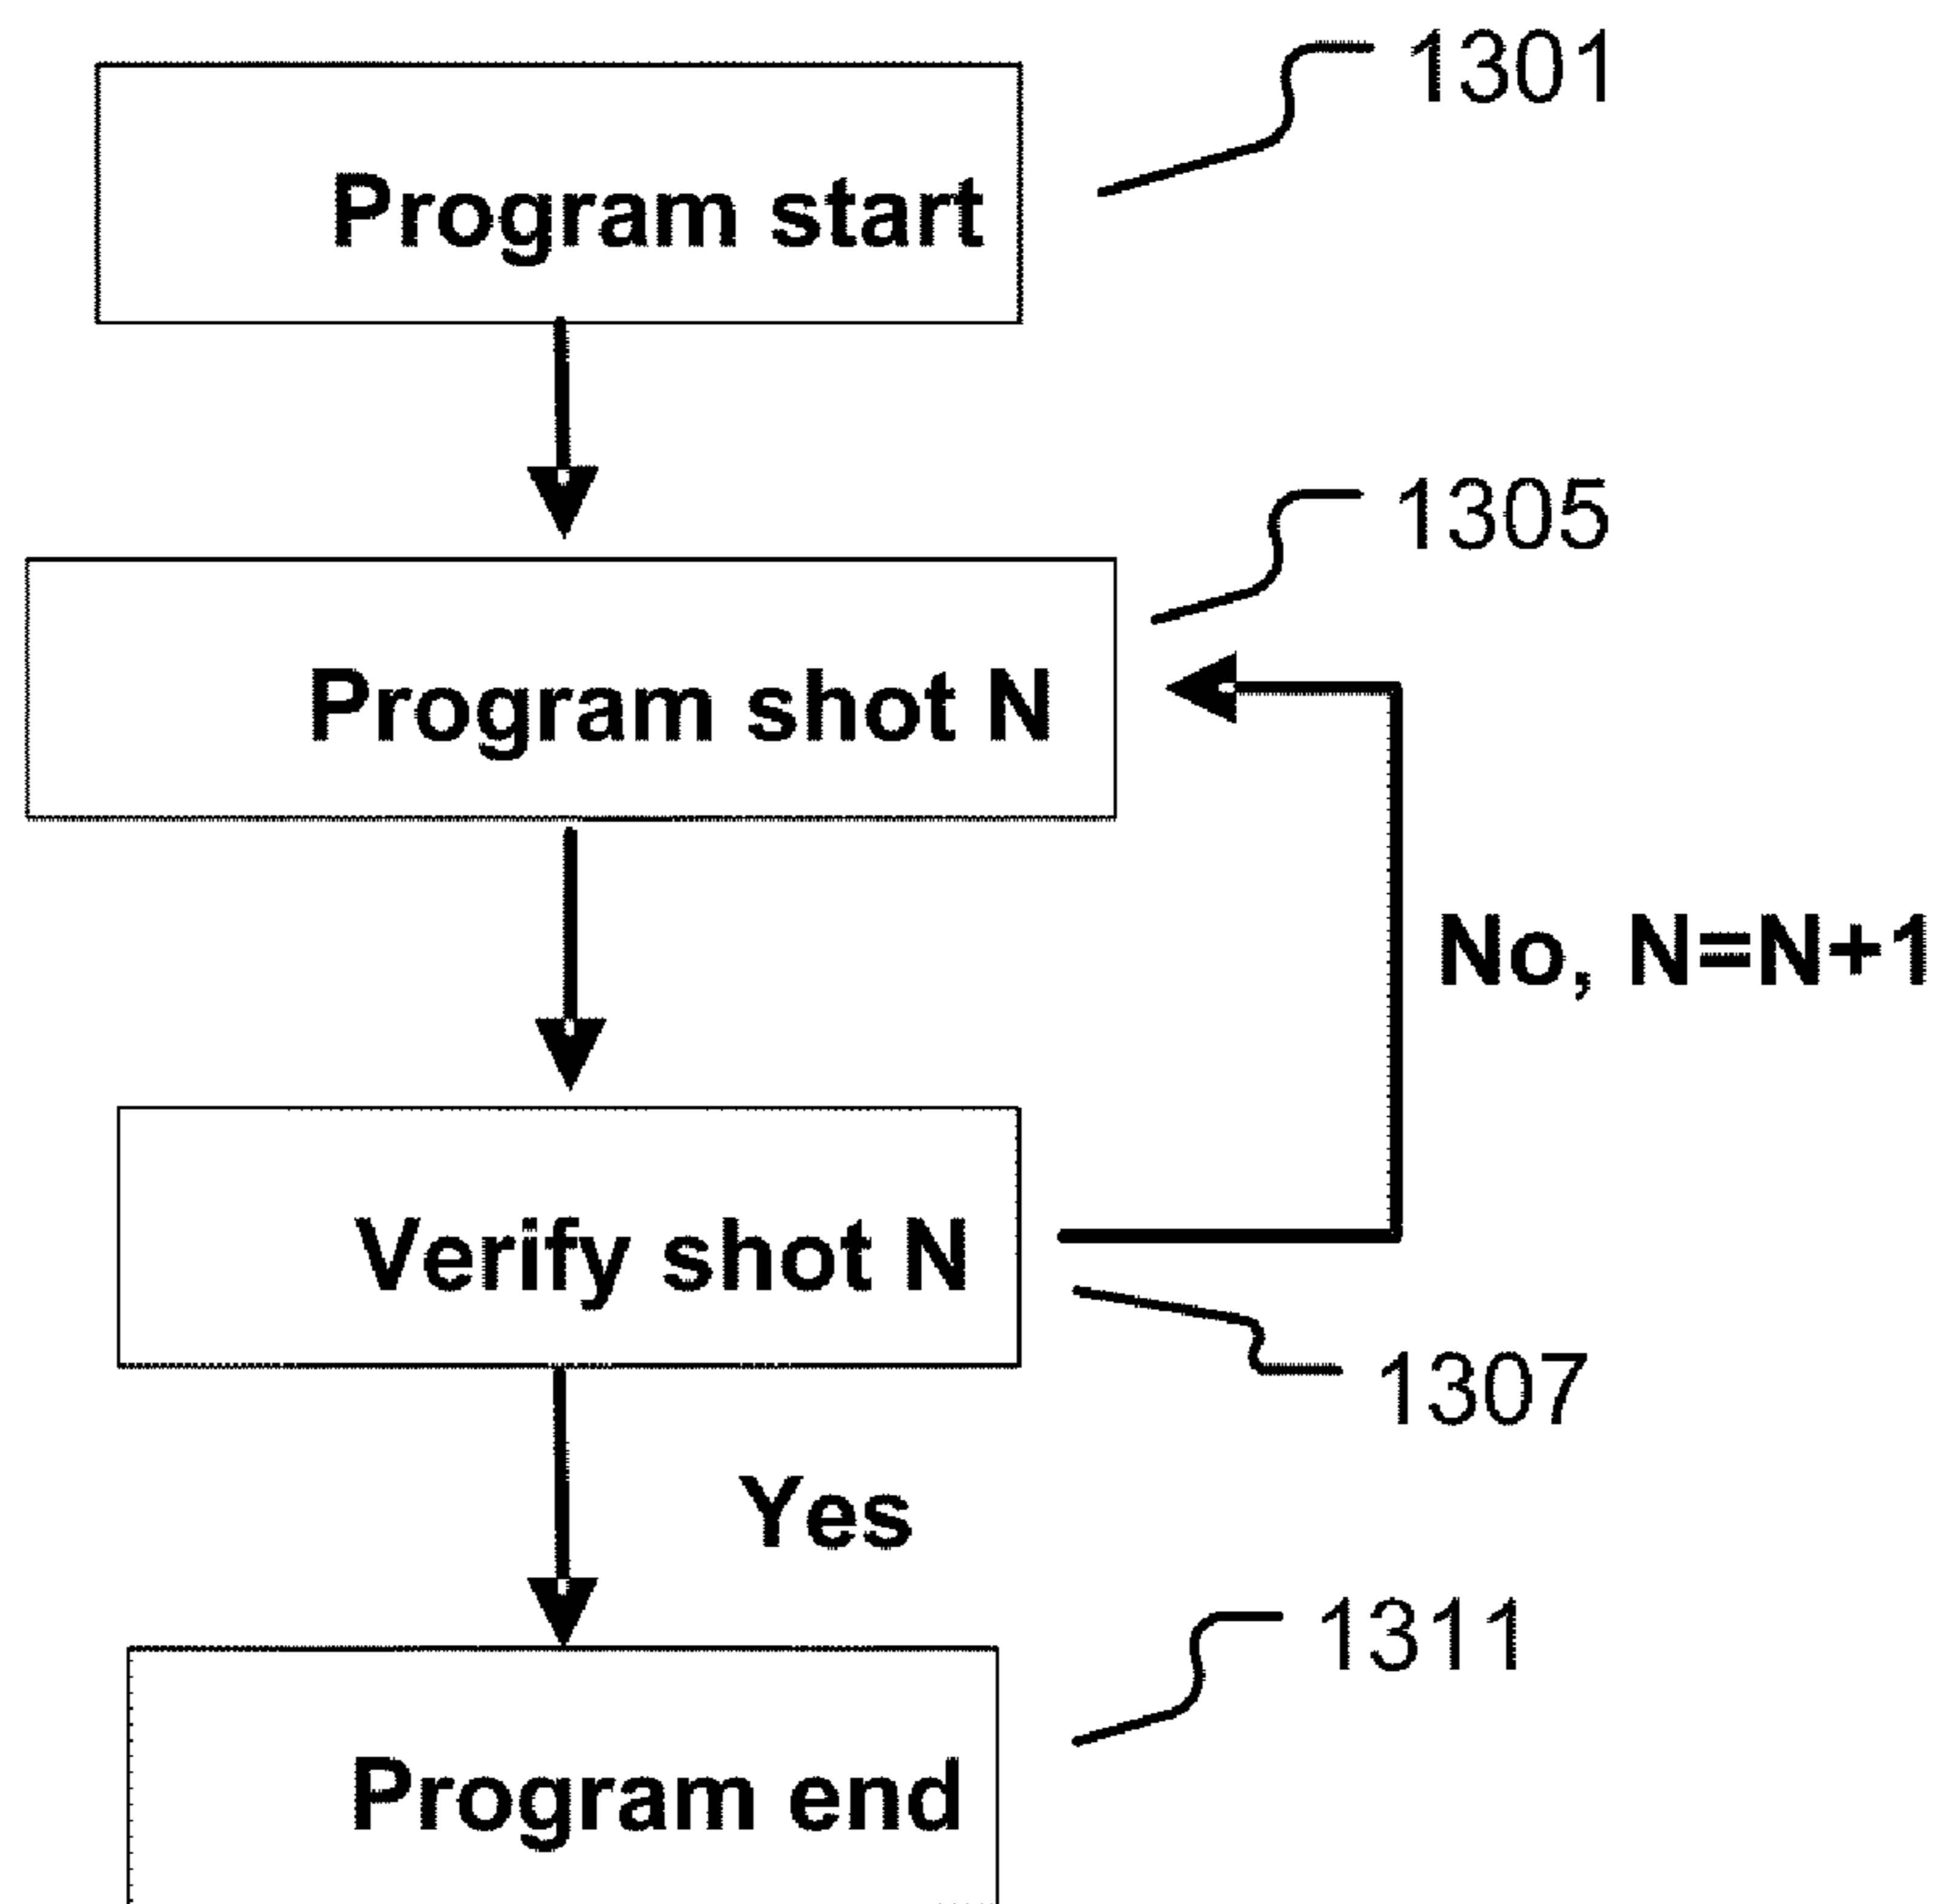 1301
Program start
1305
Program shot N
No, N=N+1
Verify shot N
1307
Yes
1311
Program end